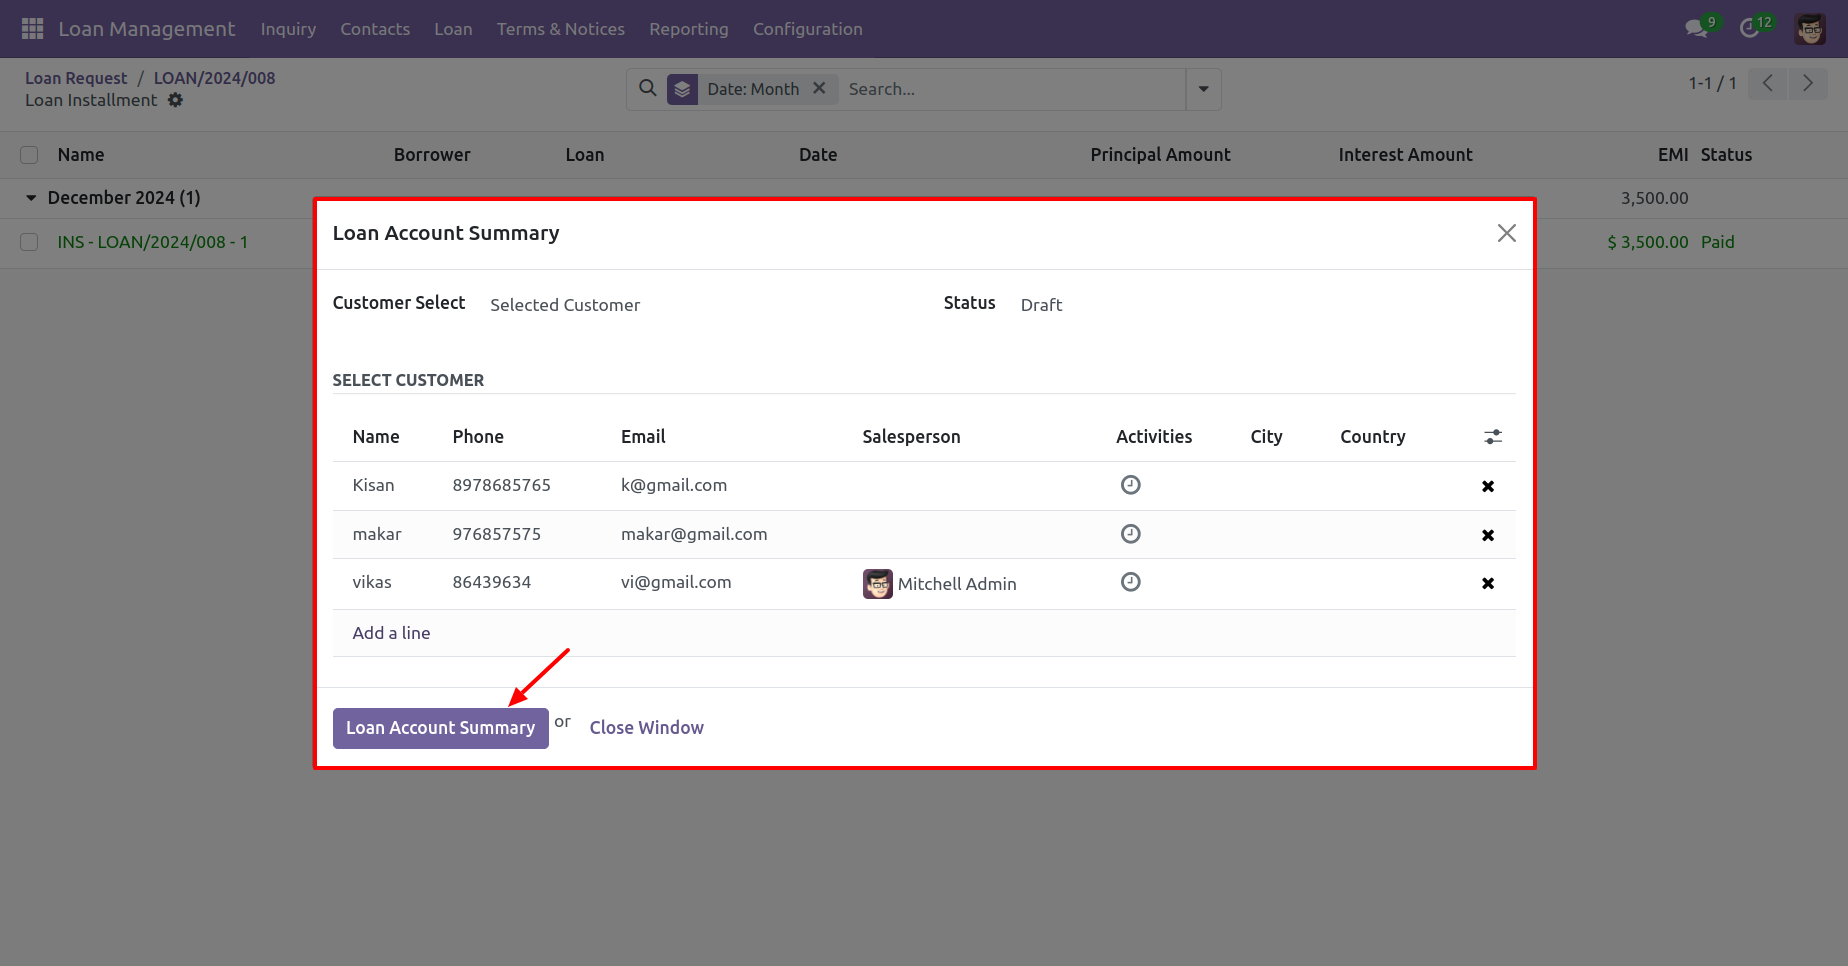 Loan Management Inquiry Contacts Loan Terms & Notices Reporting Configuration 9 12
Loan Request / LOAN/2024/008
Loan Installment
Date: Month Search...
1-1 / 1
Name Borrower Loan Date Principal Amount Interest Amount EMI Status
December 2024 (1) 3,500.00
INS - LOAN/2024/008 - 1 $ 3,500.00 Paid
Loan Account Summary
Customer Select Selected Customer Status Draft
SELECT CUSTOMER
Name Phone Email Salesperson Activities City Country
Kisan 8978685765 k@gmail.com
makar 976857575 makar@gmail.com
vikas 86439634 vi@gmail.com Mitchell Admin
Add a line
Loan Account Summary or Close Window